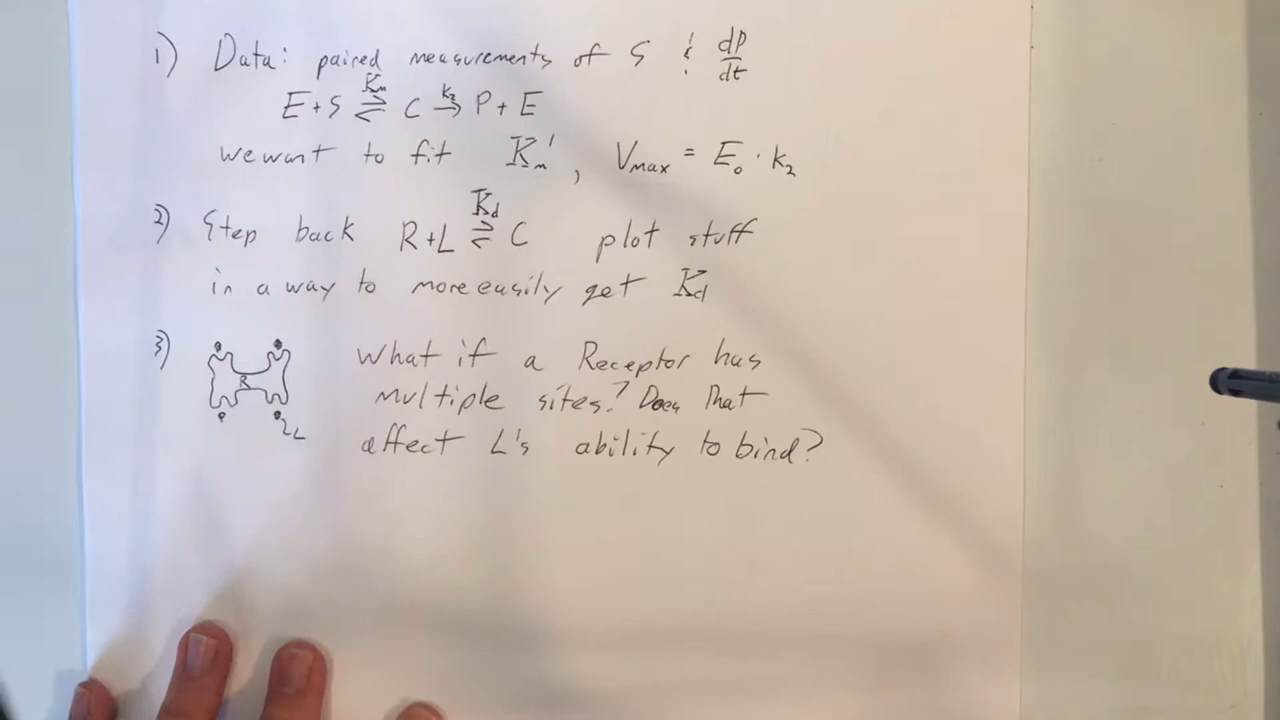 1) Data: paired measurements of S & dP/dt
Km k2
E+S ⇌ C → P+E
we want to fit Km', Vmax = E0 · k2
Kd
2) Step back R+L ⇌ C plot stuff
in a way to more easily get Kd
3) What if a Receptor has
R multiple sites? Does that
L affect L's ability to bind?